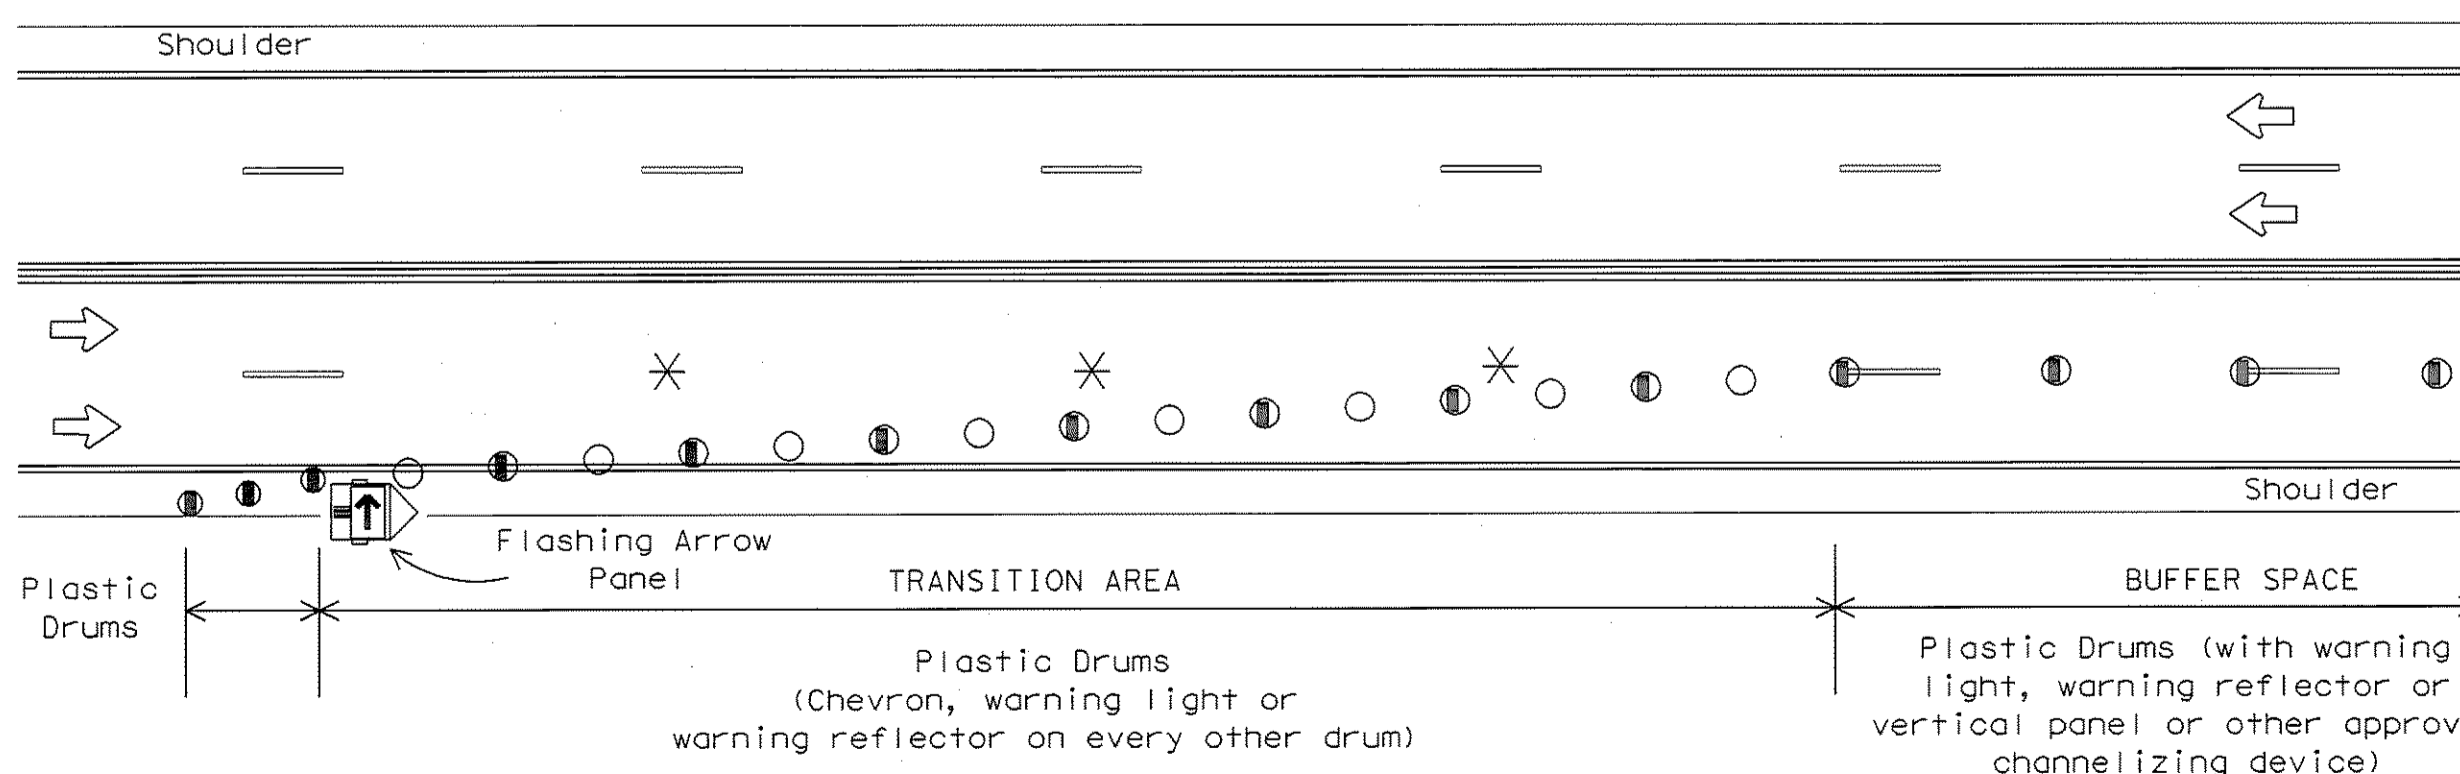 Shoulder
Shoulder
Flashing Arrow
Panel
Plastic
Drums
TRANSITION AREA
BUFFER SPACE
Plastic Drums
(Chevron, warning light or
warning reflector on every other drum)
Plastic Drums (with warning
light, warning reflector or
vertical panel or other approv
channelizing device)